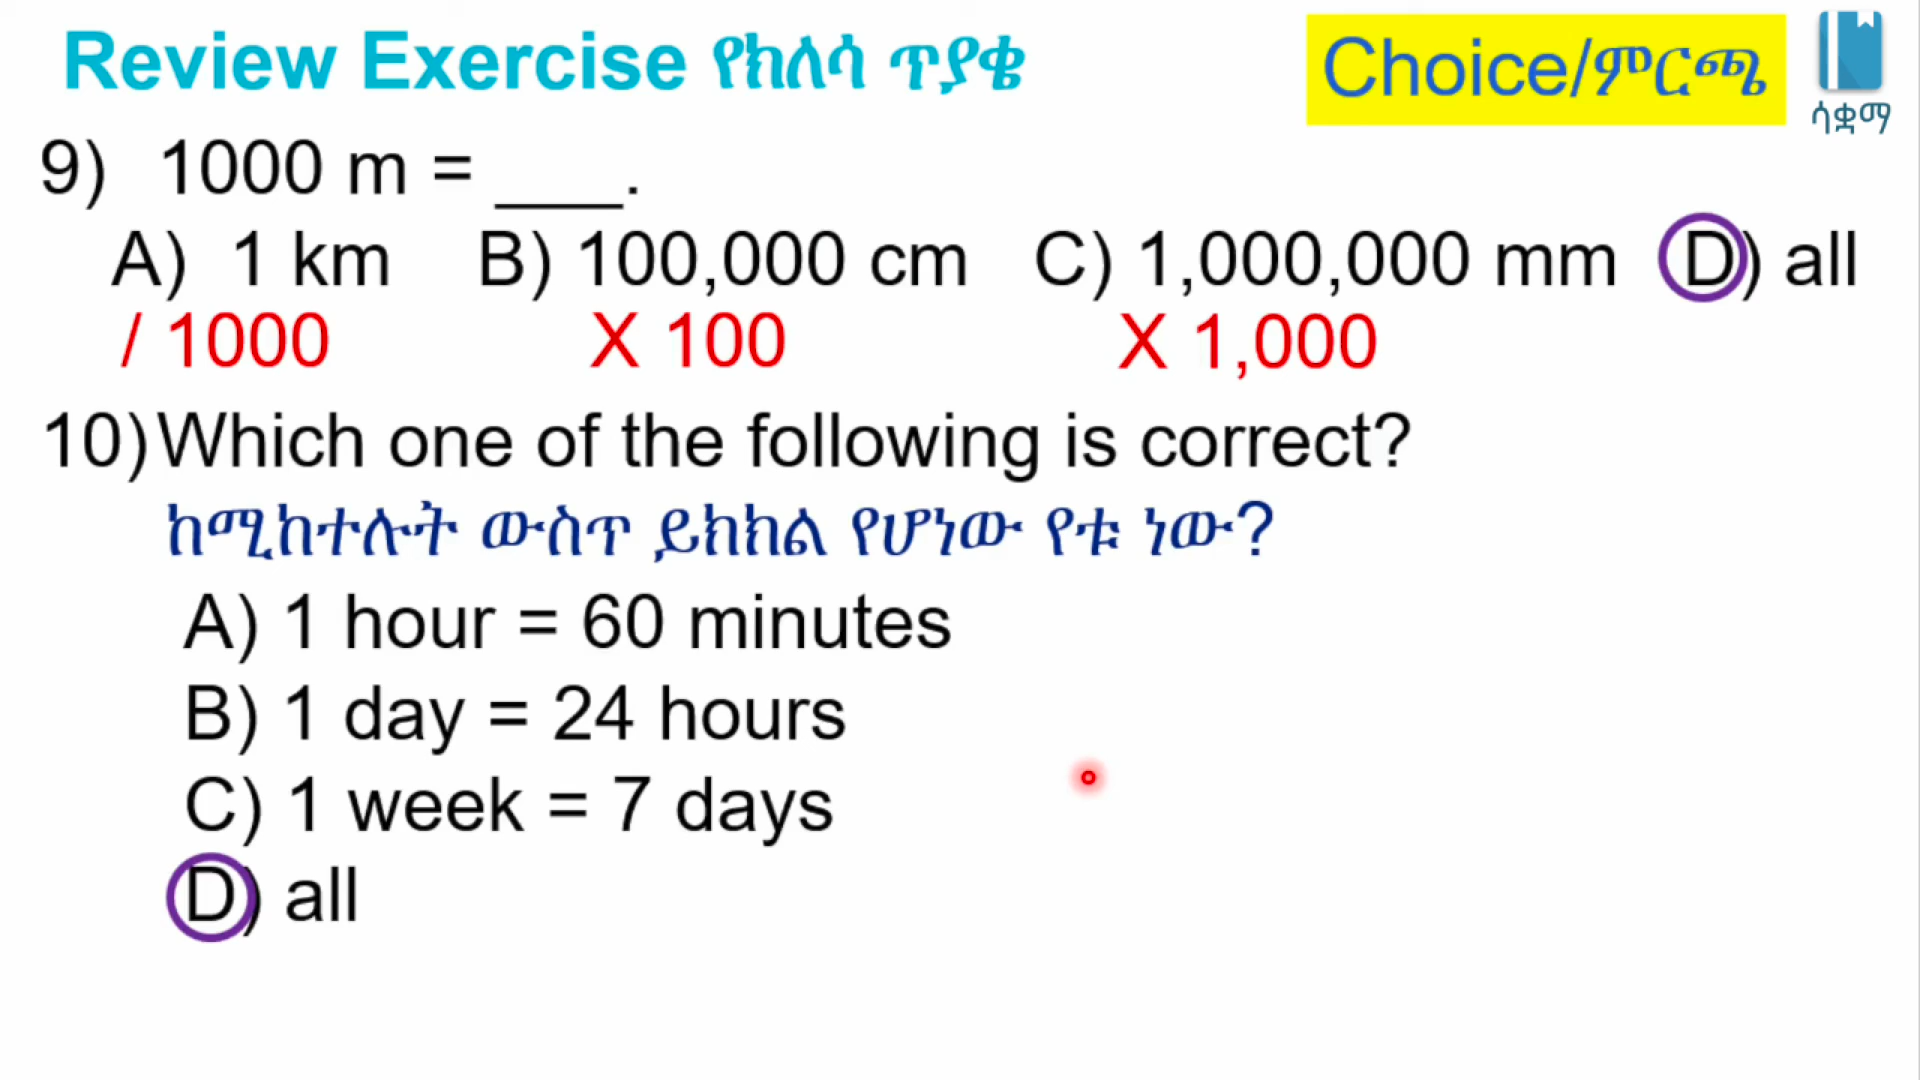 Review Exercise የክለሳ ጥያቄ
Choice/ምርጫ
ሳቋማ
9) 1000 m = ___.
A) 1 km B) 100,000 cm C) 1,000,000 mm D) all
/ 1000 X 100 X 1,000
10) Which one of the following is correct?
ከሚከተሉት ውስጥ ይክክል የሆነው የቱ ነው?
A) 1 hour = 60 minutes
B) 1 day = 24 hours
C) 1 week = 7 days
D) all